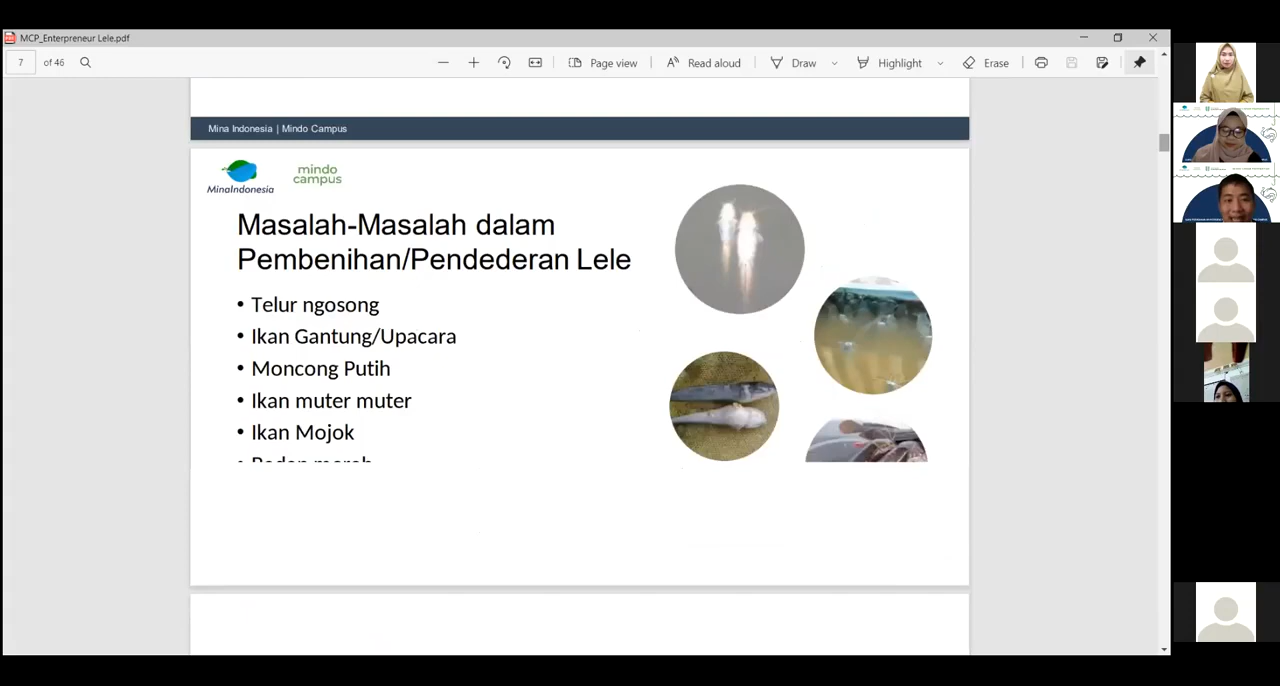 MCP_Enterpreneur Lele.pdf
7 of 46
Page view
Read aloud
Draw
Highlight
Erase
Mina Indonesia | Mindo Campus
MinaIndonesia
mindo
campus
Masalah-Masalah dalam
Pembenihan/Pendederan Lele
• Telur ngosong
• Ikan Gantung/Upacara
• Moncong Putih
• Ikan muter muter
• Ikan Mojok